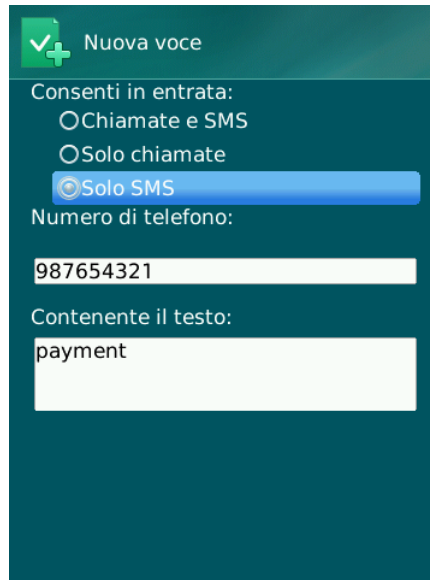 Nuova voce
Consenti in entrata:
Chiamate e SMS
Solo chiamate
Solo SMS
Numero di telefono:
987654321
Contenente il testo:
payment